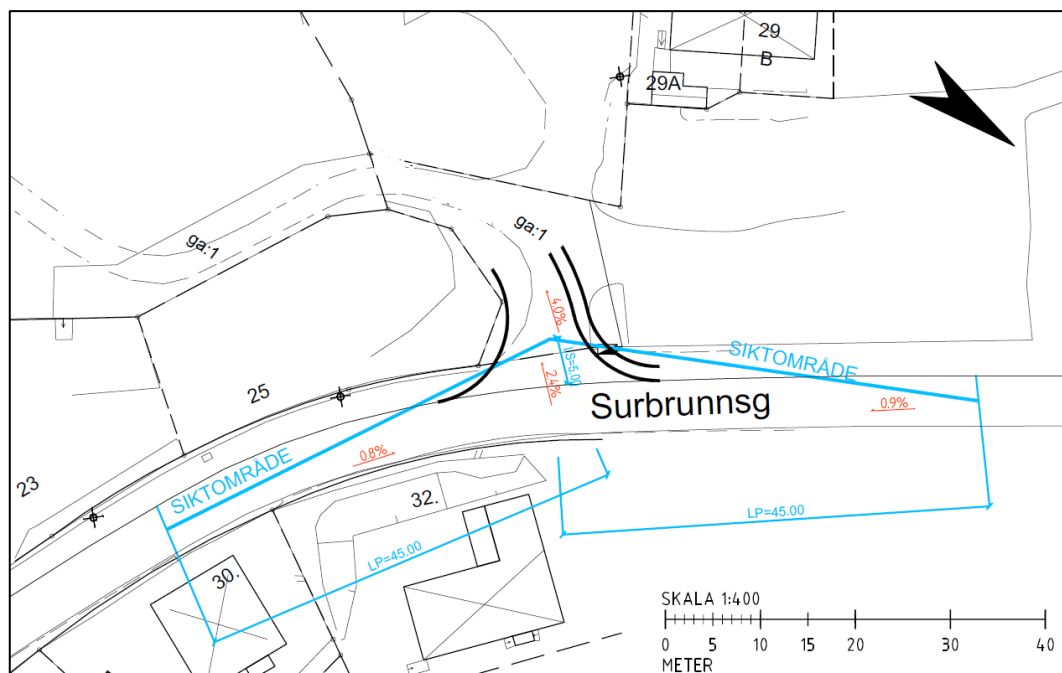 29
B
29A
ga:1
ga:1
4.0%
LS=5.00
2.4%
SIKTOMRÅDE
25
Surbrunnsg
0.9%
0.8%
SIKTOMRÅDE
23
32.
LP=45.00
LP=45.00
30.
SKALA 1:400
0 5 10 20 30 40
METER